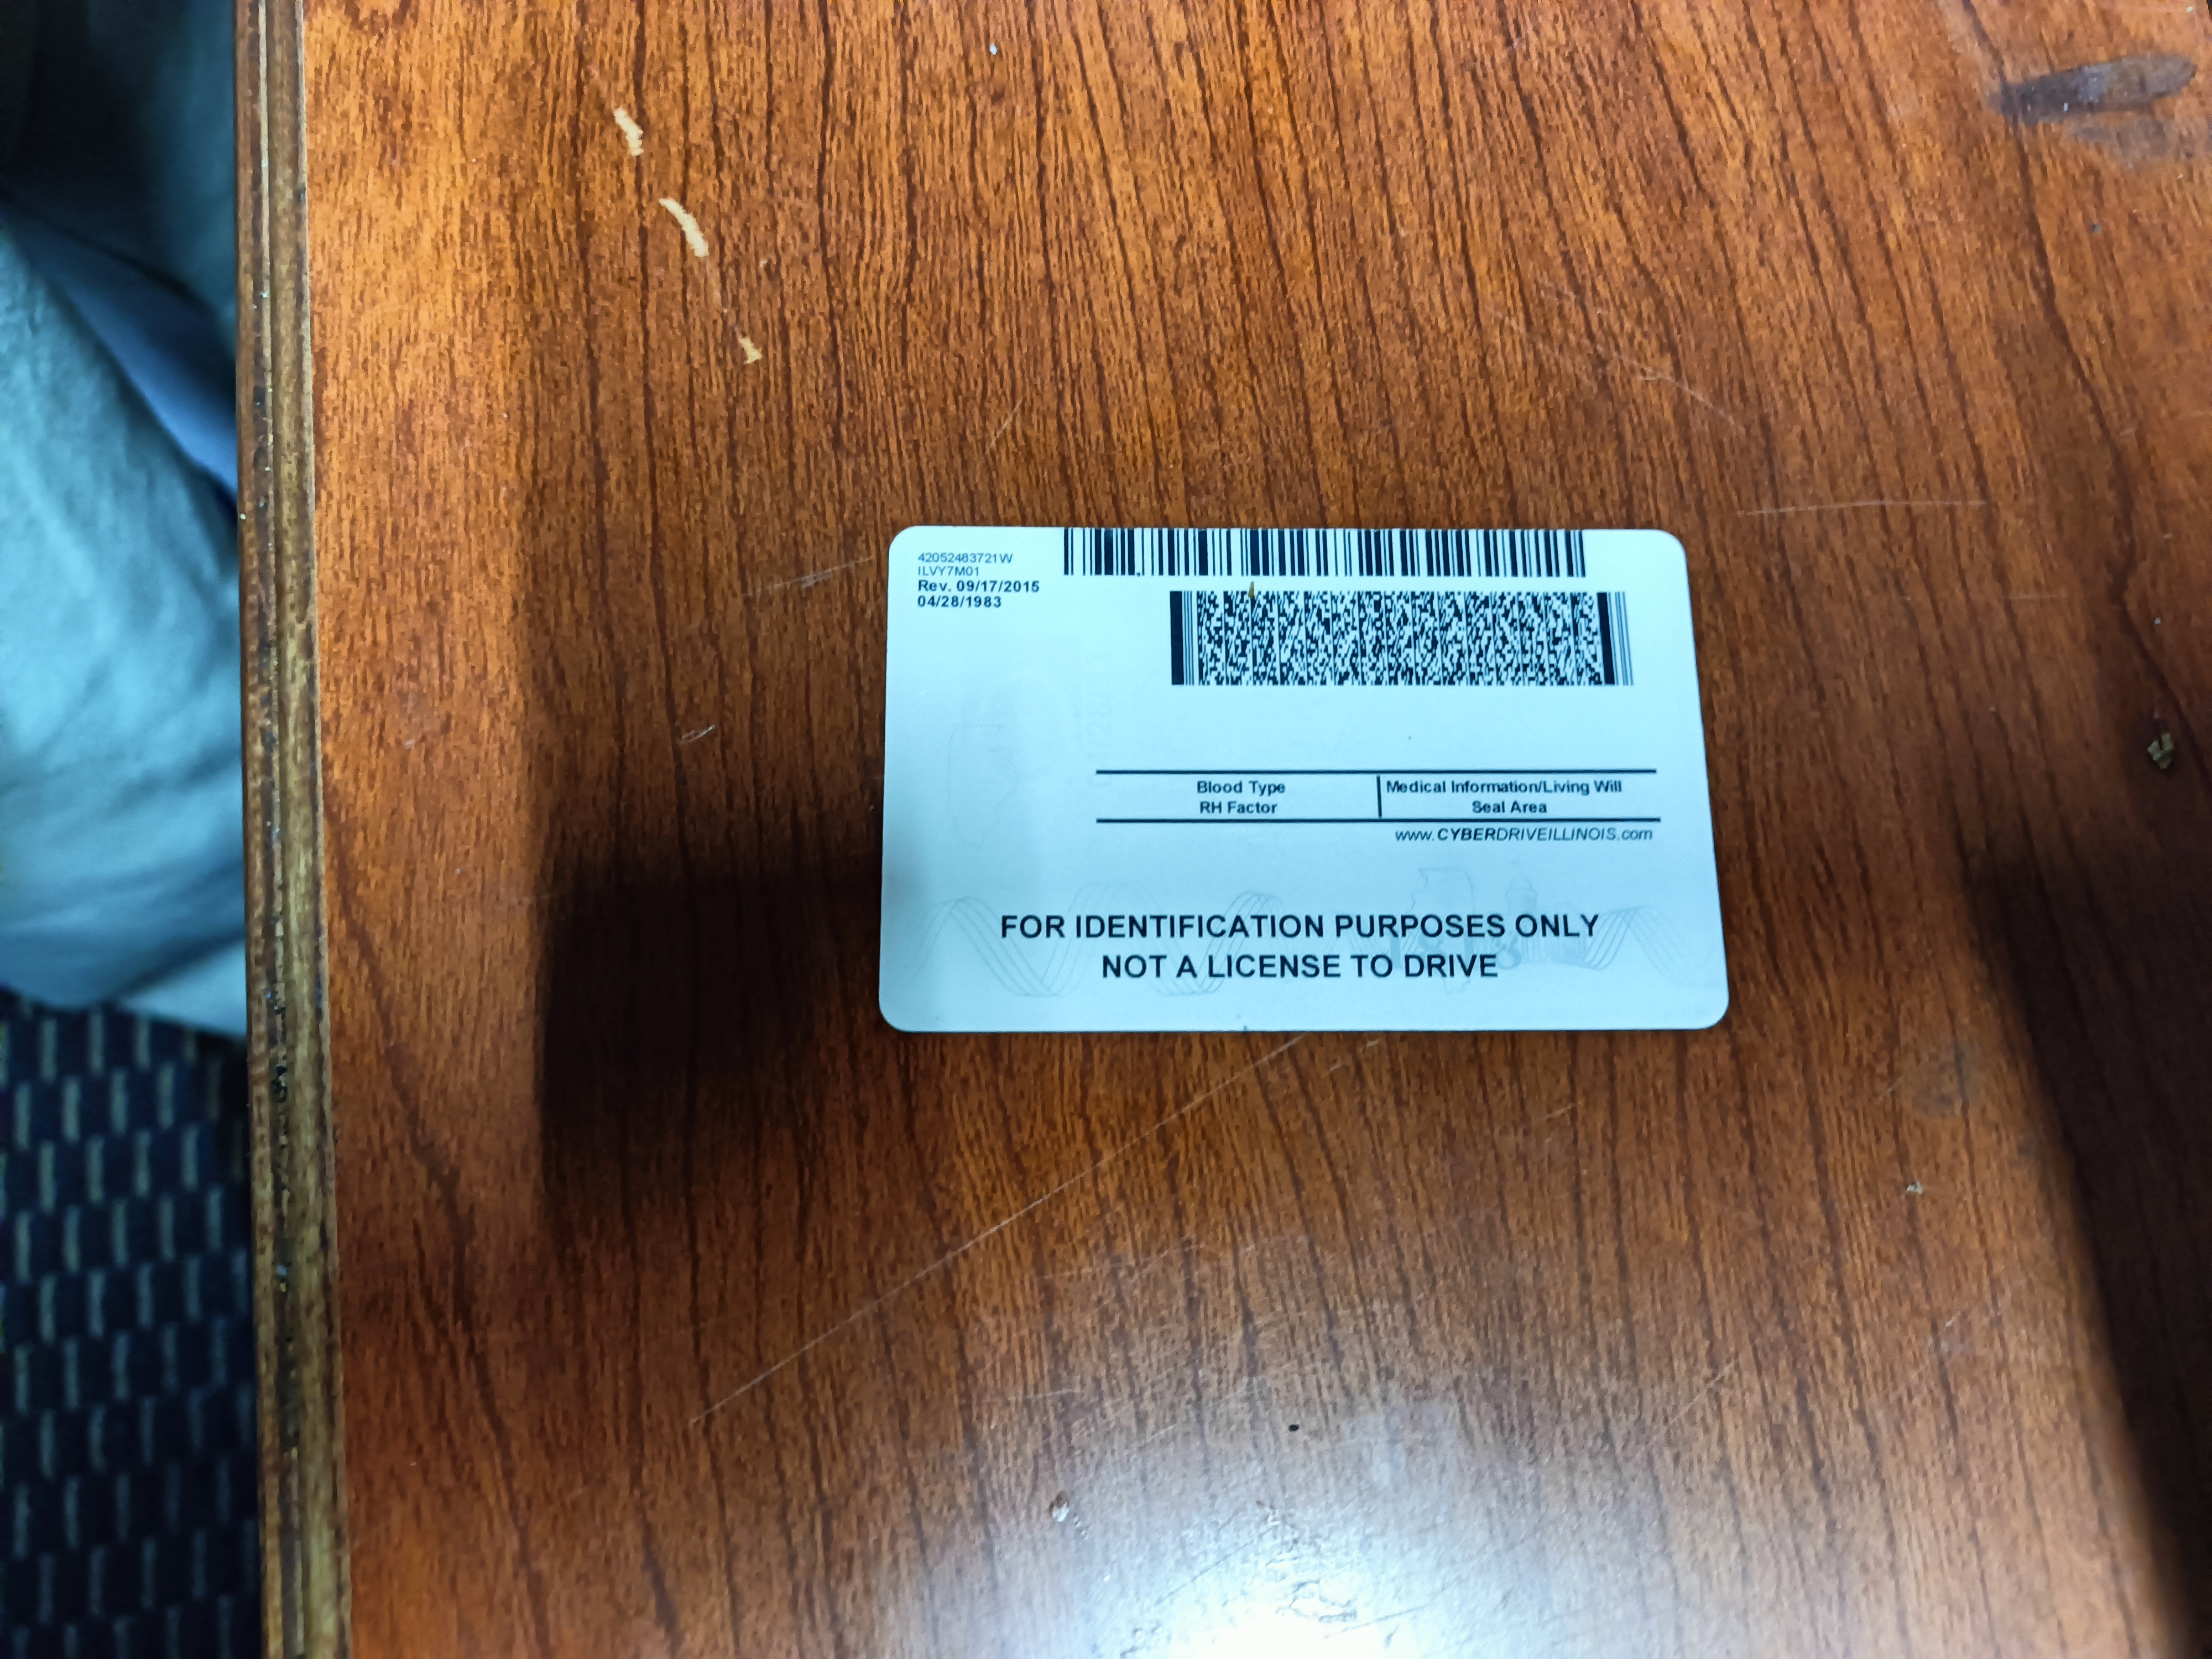 42052483721W
ILVY7M01
Rev. 09/17/2015
04/28/1983
Blood Type
RH Factor
Medical Information/Living Will
Seal Area
www.CYBERDRIVEILLINOIS.com
FOR IDENTIFICATION PURPOSES ONLY
NOT A LICENSE TO DRIVE